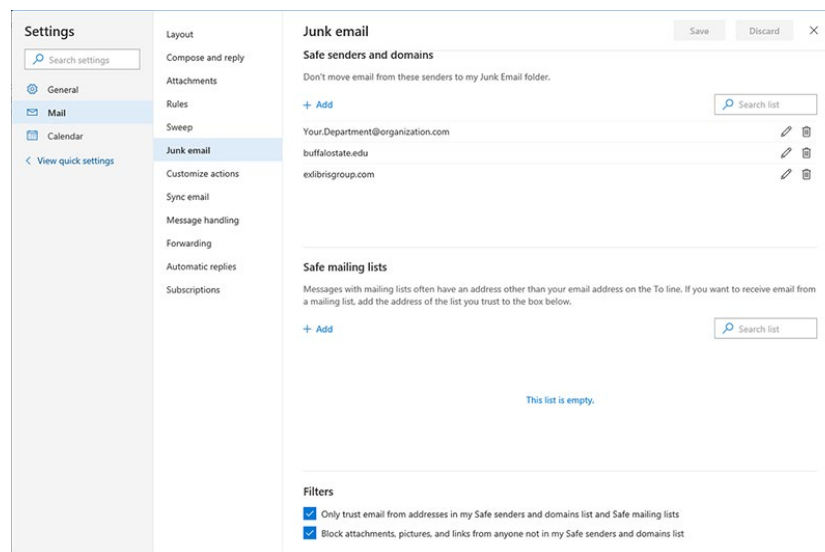 Settings
Search settings
General
Mail
Calendar
View quick settings
Layout
Compose and reply
Attachments
Rules
Sweep
Junk email
Customize actions
Sync email
Message handling
Forwarding
Automatic replies
Subscriptions
Junk email
Save
Discard
Safe senders and domains
Don't move email from these senders to my Junk Email folder.
+ Add
Search list
Your.Department@organization.com
buffalostate.edu
exlibrisgroup.com
Safe mailing lists
Messages with mailing lists often have an address other than your email address on the To line. If you want to receive email from
a mailing list, add the address of the list you trust to the box below.
+ Add
Search list
This list is empty.
Filters
Only trust email from addresses in my Safe senders and domains list and Safe mailing lists
Block attachments, pictures, and links from anyone not in my Safe senders and domains list